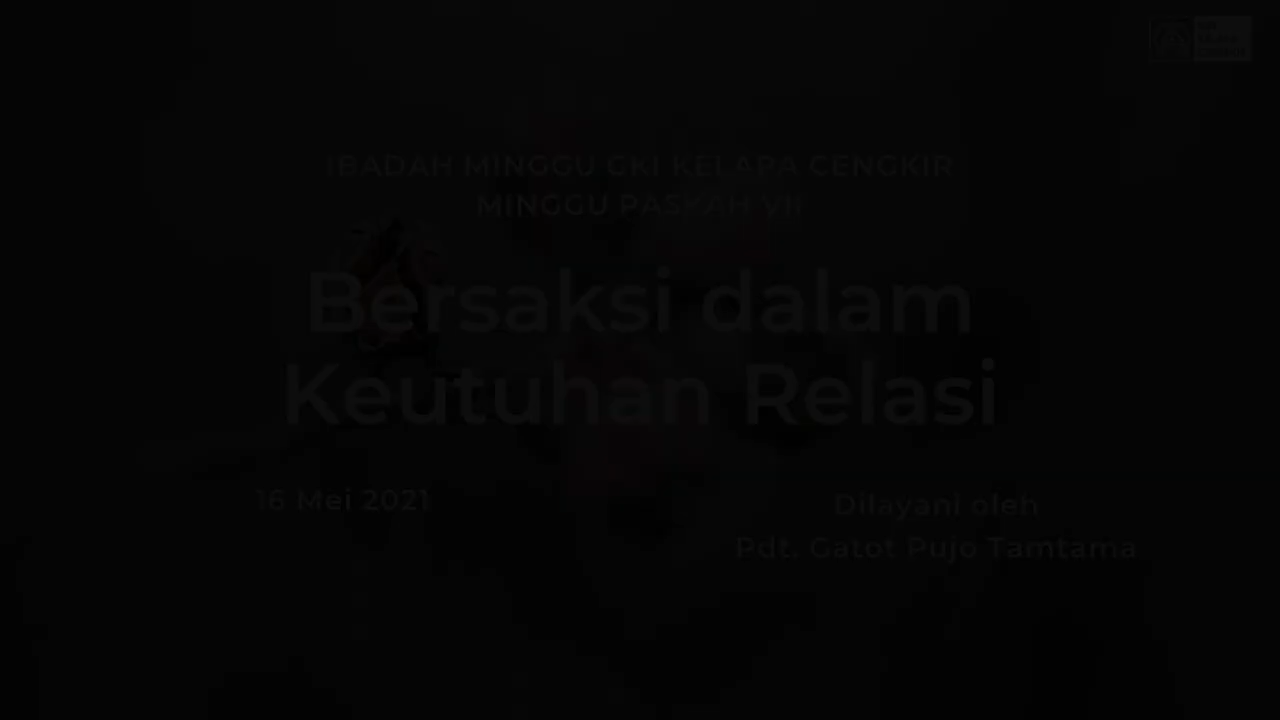 IBADAH MINGGU GKI KELAPA CENGKIR
MINGGU PASKAH VII
Bersaksi dalam
Keutuhan Relasi
16 Mei 2021
Dilayani oleh
Pdt. Gatot Pujo Tamtama